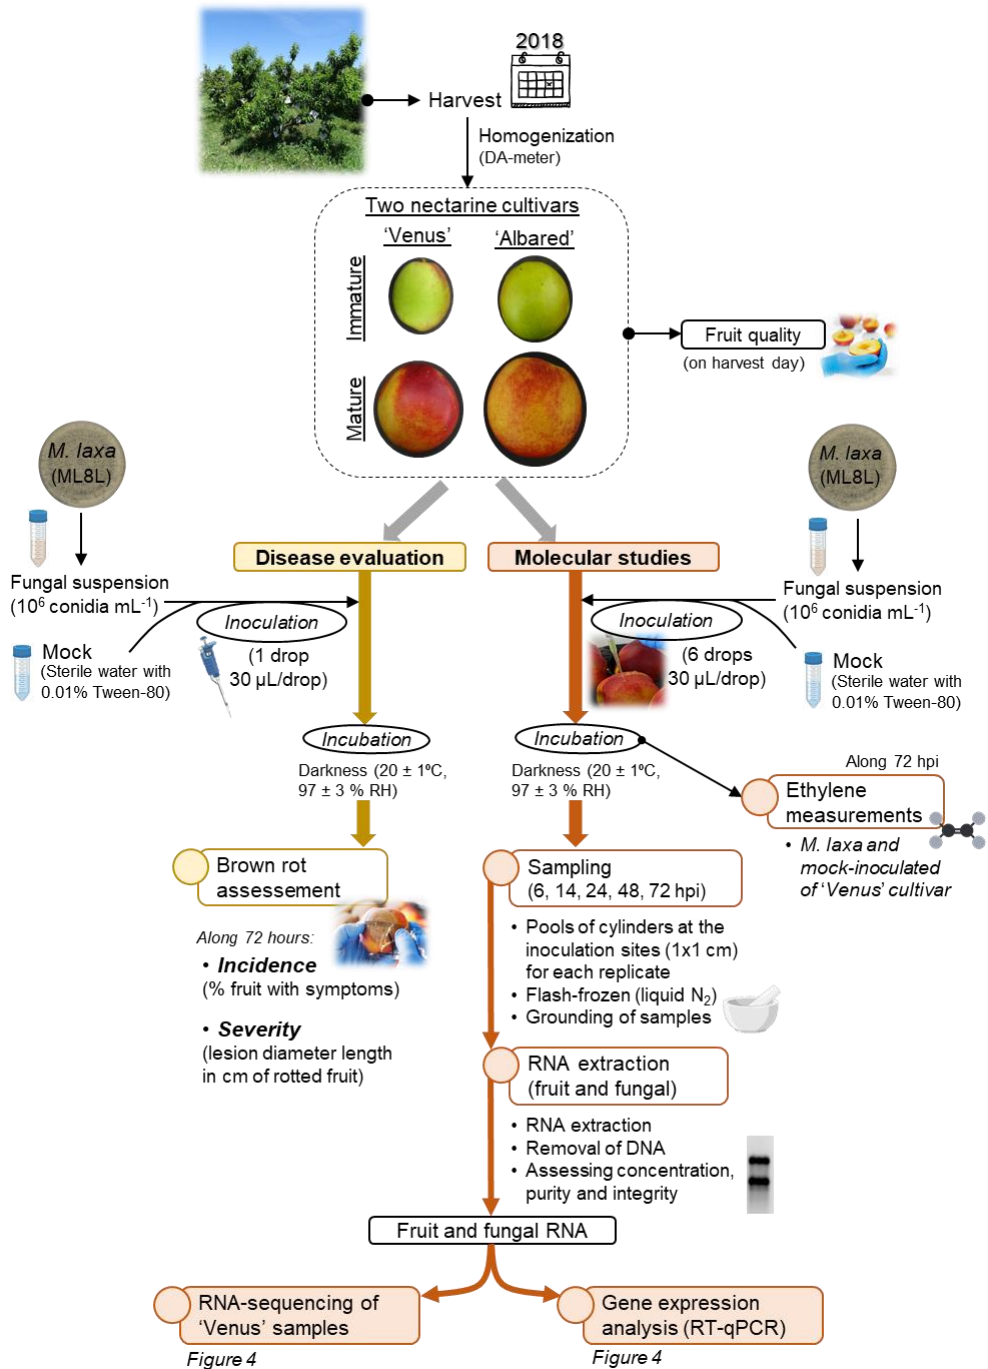 2018
Harvest
Homogenization
(DA-meter)
Two nectarine cultivars
‘Venus’
‘Albared’
Immature
Mature
Fruit quality
(on harvest day)
M. laxa
(ML8L)
M. laxa
(ML8L)
Disease evaluation
Molecular studies
Fungal suspension
(10⁶ conidia mL⁻¹)
Inoculation
(1 drop
30 µL/drop)
Mock
(Sterile water with
0.01% Tween-80)
Fungal suspension
(10⁶ conidia mL⁻¹)
Inoculation
(6 drops
30 µL/drop)
Mock
(Sterile water with
0.01% Tween-80)
Incubation
Darkness (20 ± 1ºC,
97 ± 3 % RH)
Incubation
Darkness (20 ± 1ºC,
97 ± 3 % RH)
Along 72 hpi
Ethylene
measurements
• M. laxa and
mock-inoculated
of ‘Venus’ cultivar
Brown rot
assessement
Along 72 hours:
• Incidence
(% fruit with symptoms)
• Severity
(lesion diameter length
in cm of rotted fruit)
Sampling
(6, 14, 24, 48, 72 hpi)
• Pools of cylinders at the
inoculation sites (1x1 cm)
for each replicate
• Flash-frozen (liquid N₂)
• Grounding of samples
RNA extraction
(fruit and fungal)
• RNA extraction
• Removal of DNA
• Assessing concentration,
purity and integrity
Fruit and fungal RNA
RNA-sequencing of
‘Venus’ samples
Figure 4
Gene expression
analysis (RT-qPCR)
Figure 4